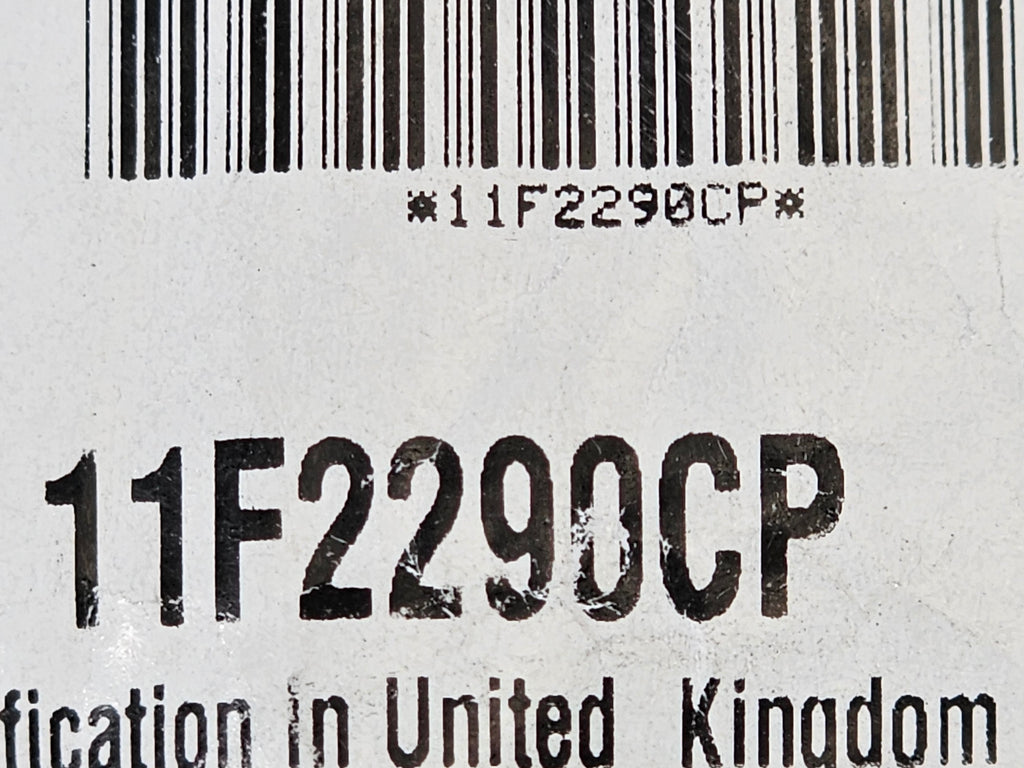 *11F2290CP*
11F2290CP
fication in United Kingdom